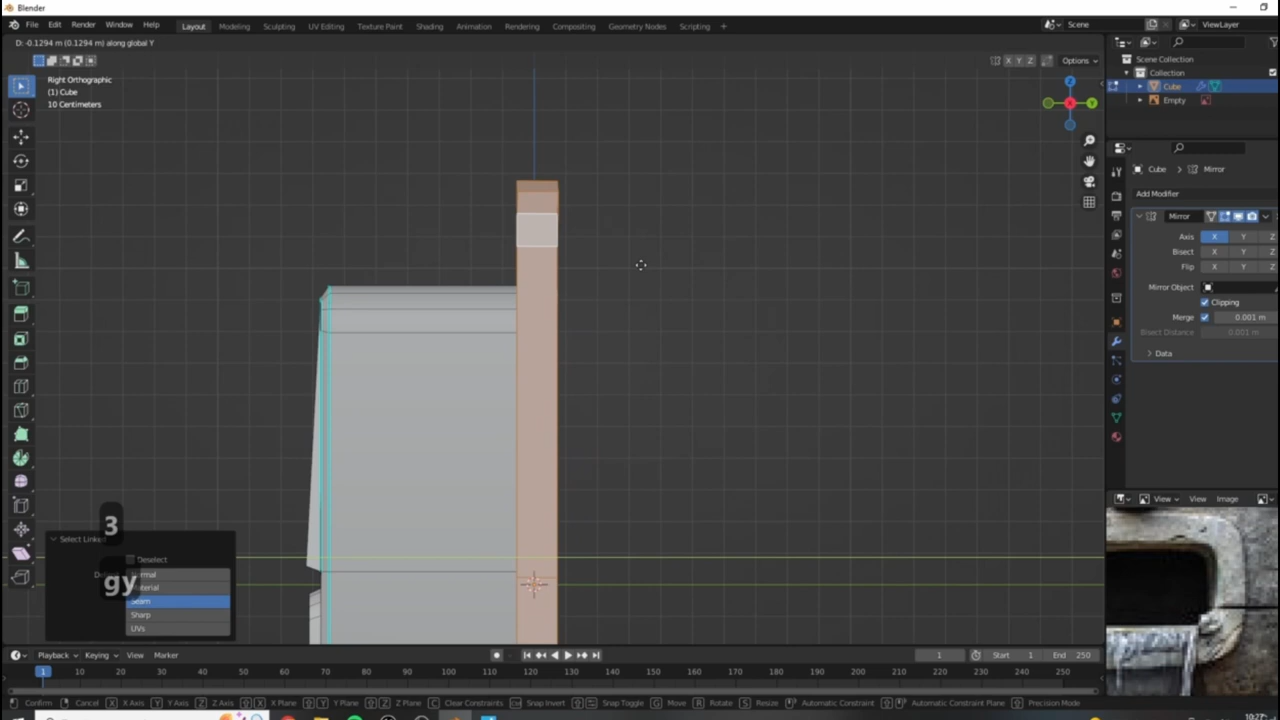 Blender
File Edit Render Window Help Layout Modeling Sculpting UV Editing Texture Paint Shading Animation Rendering Compositing Geometry Nodes Scripting + Scene ViewLayer
D: -0.1294 m (0.1294 m) along global Y
X Y Z Options
Right Orthographic
(1) Cube
10 Centimeters
Z
X
Y
Scene Collection
Collection
Cube
Empty
Cube > Mirror
Add Modifier
Mirror
Axis X Y Z
Bisect X Y Z
Flip X Y Z
Mirror Object
Clipping
Merge 0.001 m
Bisect Distance 0.001 m
Data
View View Image
3
gy
Select Linked
Deselect
Normal
Material
Seam
Sharp
UVs
Playback Keying View Marker 1 Start 1 End 250
1 10 20 30 40 50 60 70 80 90 100 110 120 130 140 150 160 170 180 190 200 210 220 230 240 250
Confirm Cancel X X Axis Y Y Axis Z Z Axis X X Plane Y Y Plane Z Z Plane C Clear Constraints Snap Invert Snap Toggle G Move R Rotate S Resize Automatic Constraint Automatic Constraint Plane Precision Mode